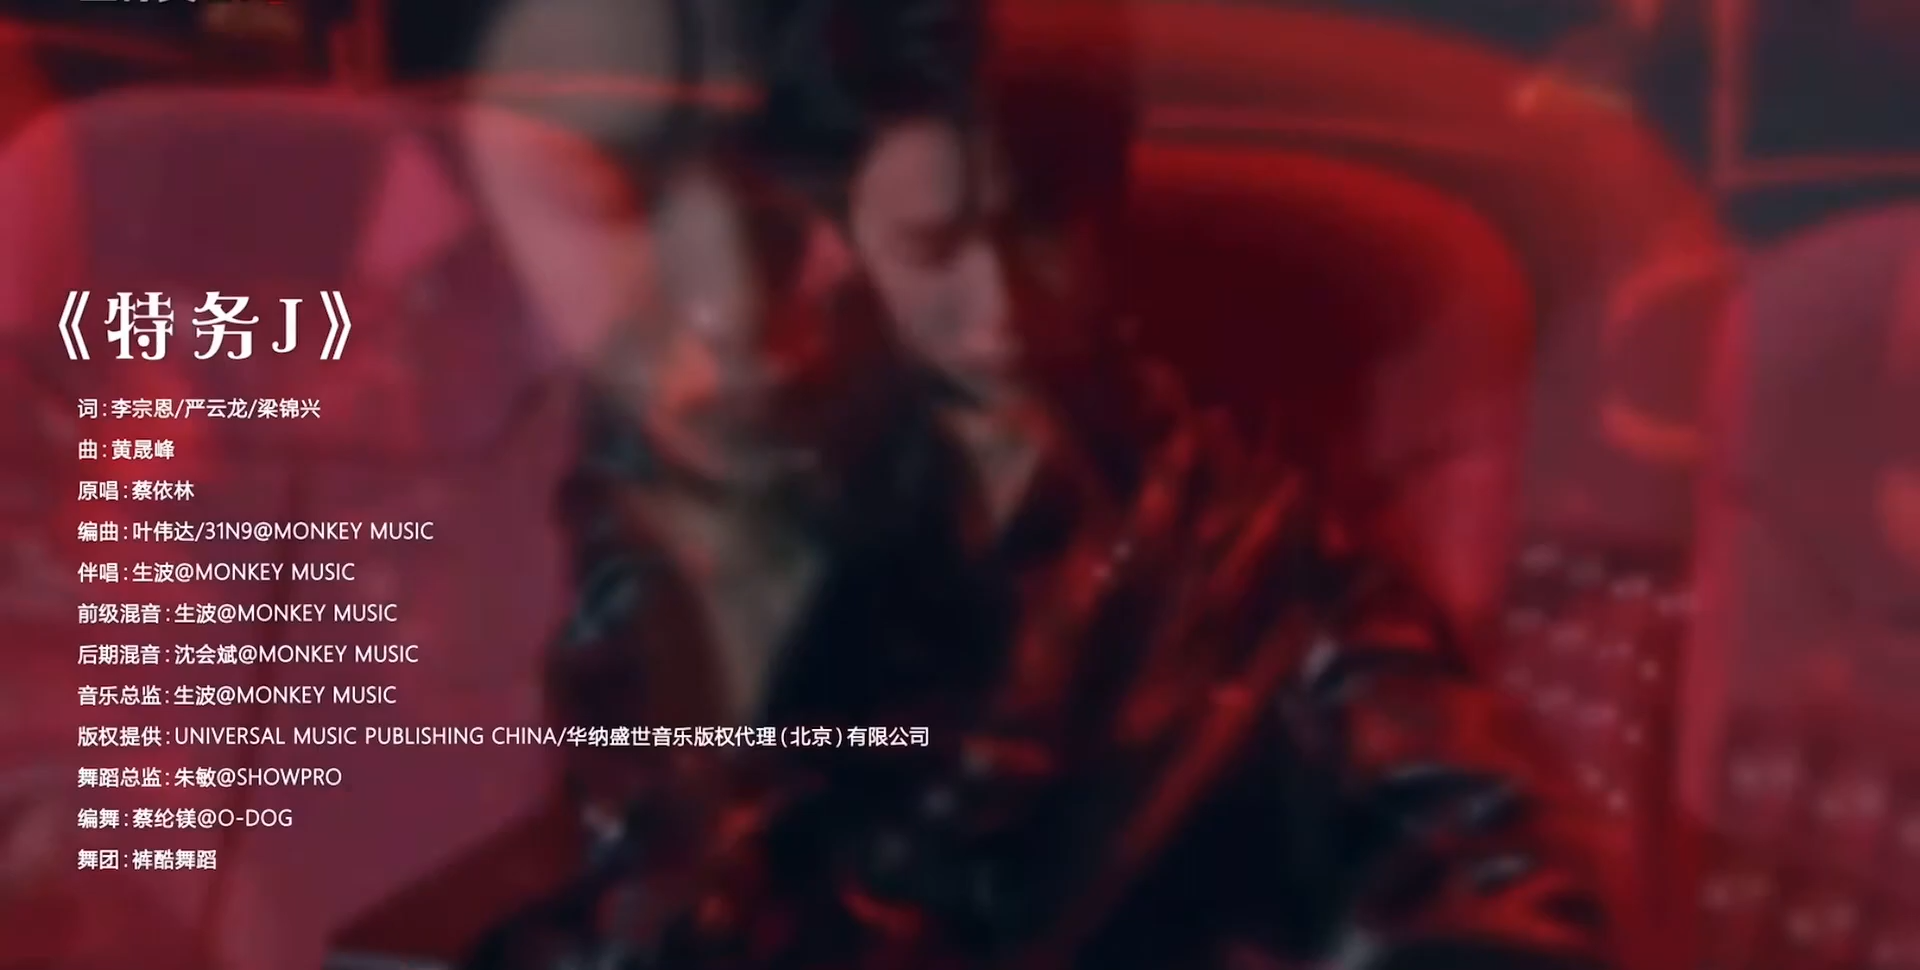 《特务J》
词:李宗恩/严云龙/梁锦兴
曲:黄晟峰
原唱:蔡依林
编曲:叶伟达/31N9@MONKEY MUSIC
伴唱:生波@MONKEY MUSIC
前级混音:生波@MONKEY MUSIC
后期混音:沈会斌@MONKEY MUSIC
音乐总监:生波@MONKEY MUSIC
版权提供:UNIVERSAL MUSIC PUBLISHING CHINA/华纳盛世音乐版权代理(北京)有限公司
舞蹈总监:朱敏@SHOWPRO
编舞:蔡纶镁@O-DOG
舞团:裤酷舞蹈